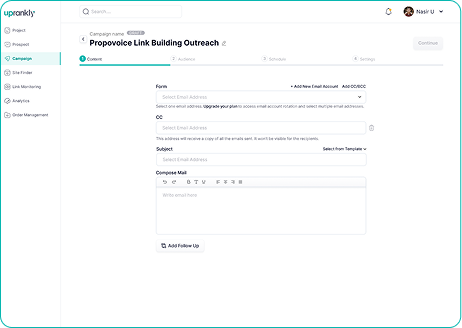 uprankly
Search...
Nasir U
Project
Prospect
Campaign
Site Finder
Link Monitoring
Analytics
Order Management
Campaign name DRAFT
Propovoice Link Building Outreach
Continue
1 Content
2 Audience
3 Schedule
4 Settings
Form + Add New Email Account Add CC/BCC
Select Email Address
Select one email address. Upgrade your plan to access email account rotation and select multiple email addresses.
CC
Select Email Address
This address will receive a copy of all the emails sent. It won't be visible for the recipients.
Subject Select from Template
Select Email Address
Compose Mail
Write email here
Add Follow Up